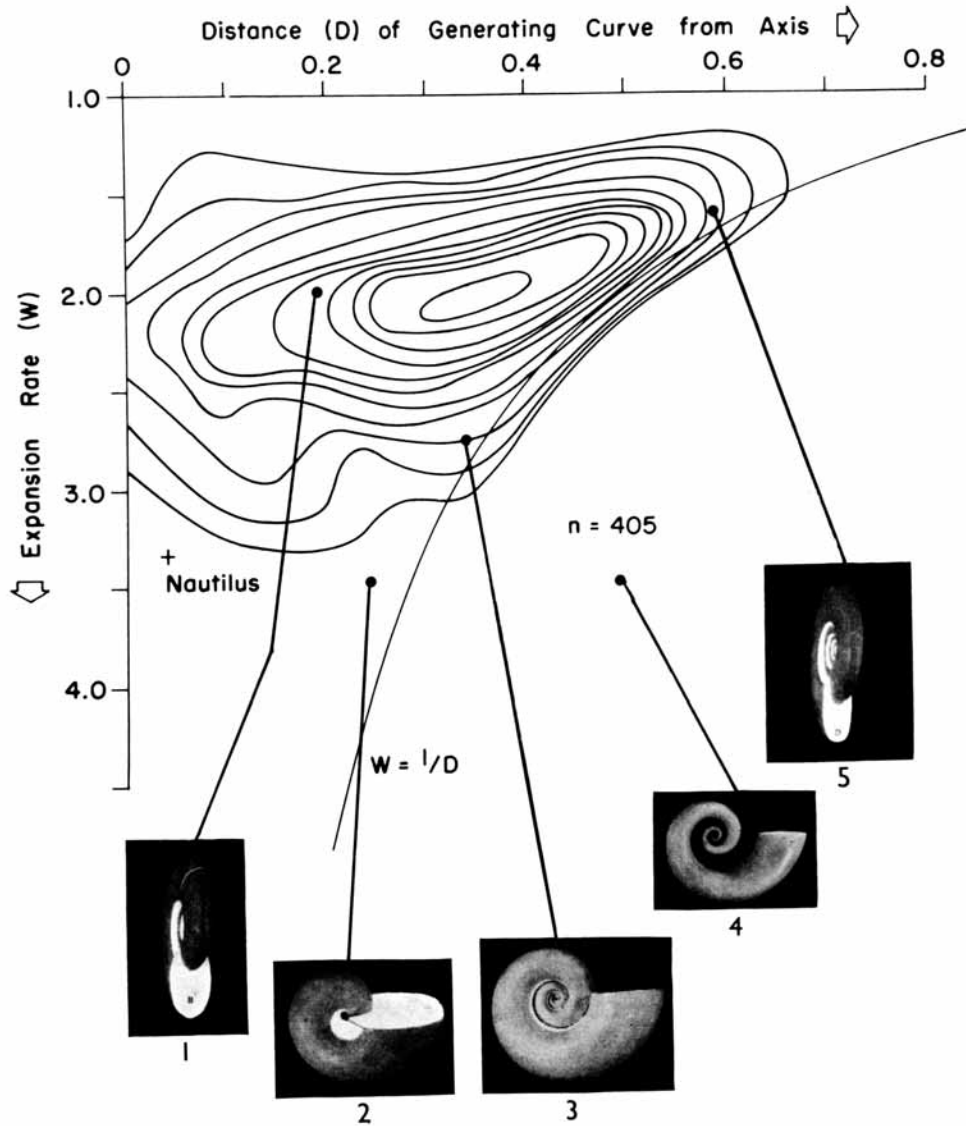 Distance (D) of Generating Curve from Axis
0 0.2 0.4 0.6 0.8
1.0
2.0
3.0
4.0
Expansion Rate (W)
n = 405
+
Nautilus
W = 1/D
1
2
3
4
5